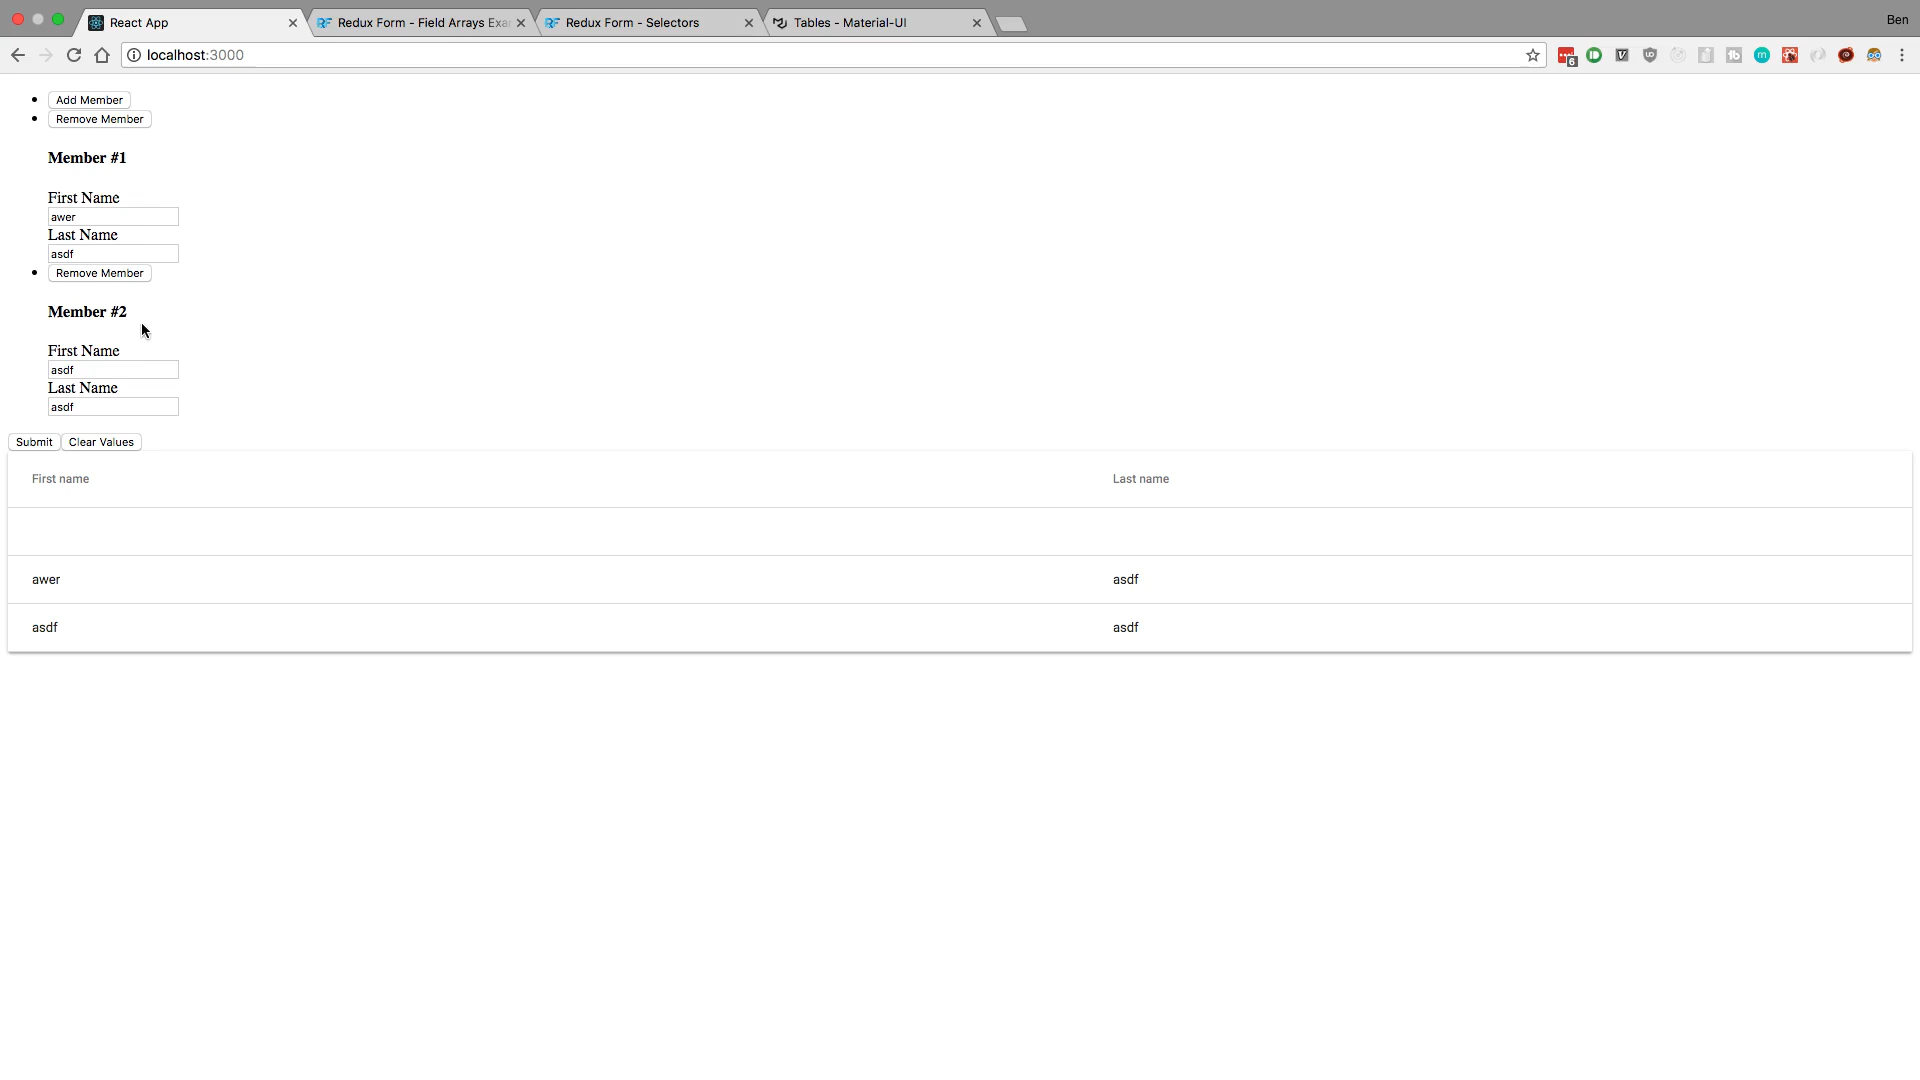 React App
Redux Form - Field Arrays Exa
Redux Form - Selectors
Tables - Material-UI
Ben
localhost:3000
6
Add Member
Remove Member
Member #1
First Name
awer
Last Name
asdf
Remove Member
Member #2
First Name
asdf
Last Name
asdf
Submit Clear Values
First name Last name
awer asdf
asdf asdf